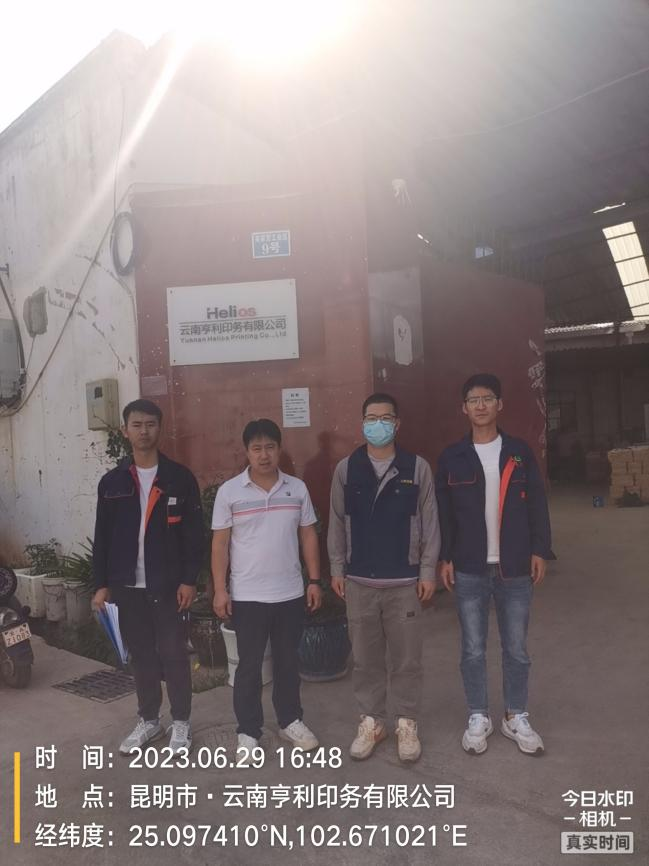 9号
Helios
云南亨利印务有限公司
Yunnan Helios Printing Co.,Ltd
时 间：2023.06.29 16:48
地 点：昆明市·云南亨利印务有限公司
经纬度：25.097410°N,102.671021°E
今日水印
–相机–
真实时间